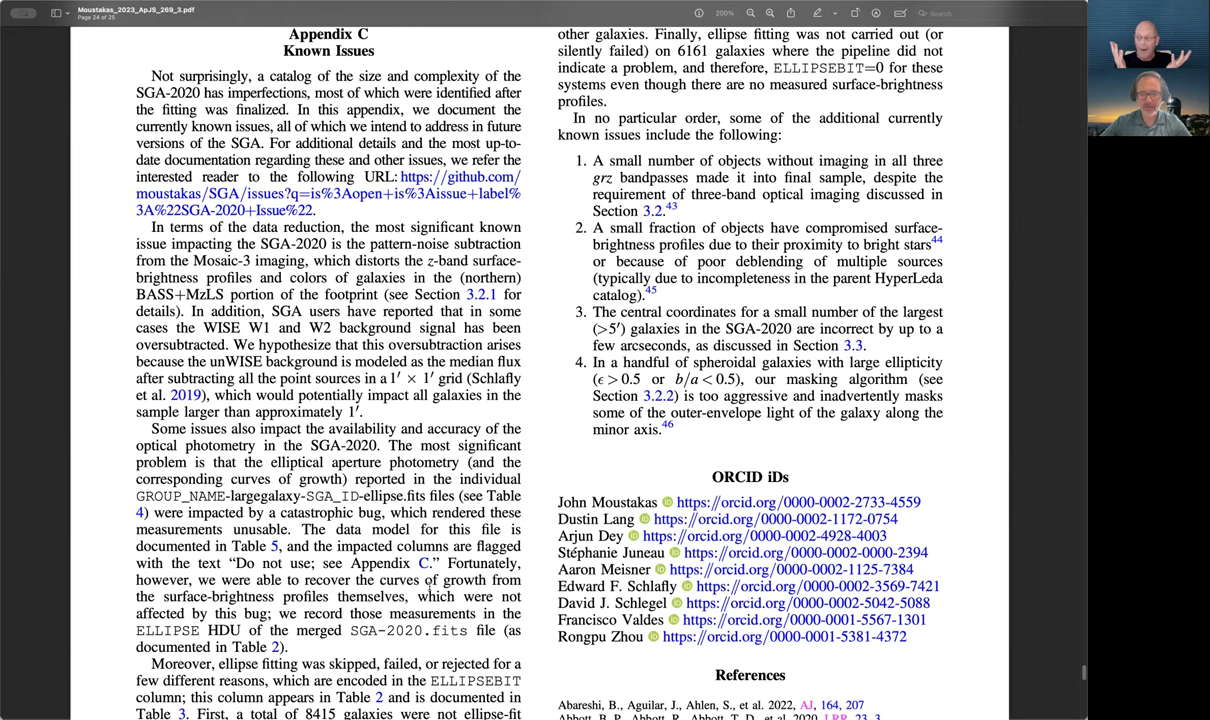 Moustakas_2023_ApJS_269_3.pdf
Page 24 of 25
200%
Search
Appendix C
Known Issues
Not surprisingly, a catalog of the size and complexity of the
SGA-2020 has imperfections, most of which were identified after
the fitting was finalized. In this appendix, we document the
currently known issues, all of which we intend to address in future
versions of the SGA. For additional details and the most up-to-
date documentation regarding these and other issues, we refer the
interested reader to the following URL: https://github.com/
moustakas/SGA/issues?q=is%3Aopen+is%3Aissue+label%
3A%22SGA-2020+Issue%22.
In terms of the data reduction, the most significant known
issue impacting the SGA-2020 is the pattern-noise subtraction
from the Mosaic-3 imaging, which distorts the z-band surface-
brightness profiles and colors of galaxies in the (northern)
BASS+MzLS portion of the footprint (see Section 3.2.1 for
details). In addition, SGA users have reported that in some
cases the WISE W1 and W2 background signal has been
oversubtracted. We hypothesize that this oversubtraction arises
because the unWISE background is modeled as the median flux
after subtracting all the point sources in a 1′ × 1′ grid (Schlafly
et al. 2019), which would potentially impact all galaxies in the
sample larger than approximately 1′.
Some issues also impact the availability and accuracy of the
optical photometry in the SGA-2020. The most significant
problem is that the elliptical aperture photometry (and the
corresponding curves of growth) reported in the individual
GROUP_NAME-largegalaxy-SGA_ID-ellipse.fits files (see Table
4) were impacted by a catastrophic bug, which rendered these
measurements unusable. The data model for this file is
documented in Table 5, and the impacted columns are flagged
with the text “Do not use; see Appendix C.” Fortunately,
however, we were able to recover the curves of growth from
the surface-brightness profiles themselves, which were not
affected by this bug; we record those measurements in the
ELLIPSE HDU of the merged SGA-2020.fits file (as
documented in Table 2).
Moreover, ellipse fitting was skipped, failed, or rejected for a
few different reasons, which are encoded in the ELLIPSEBIT
column; this column appears in Table 2 and is documented in
Table 3. First, a total of 8415 galaxies were not ellipse-fit
other galaxies. Finally, ellipse fitting was not carried out (or
silently failed) on 6161 galaxies where the pipeline did not
indicate a problem, and therefore, ELLIPSEBIT=0 for these
systems even though there are no measured surface-brightness
profiles.
In no particular order, some of the additional currently
known issues include the following:
1. A small number of objects without imaging in all three
grz bandpasses made it into final sample, despite the
requirement of three-band optical imaging discussed in
Section 3.2.43
2. A small fraction of objects have compromised surface-
brightness profiles due to their proximity to bright stars44
or because of poor deblending of multiple sources
(typically due to incompleteness in the parent HyperLeda
catalog).45
3. The central coordinates for a small number of the largest
(>5′) galaxies in the SGA-2020 are incorrect by up to a
few arcseconds, as discussed in Section 3.3.
4. In a handful of spheroidal galaxies with large ellipticity
(ϵ > 0.5 or b/a < 0.5), our masking algorithm (see
Section 3.2.2) is too aggressive and inadvertently masks
some of the outer-envelope light of the galaxy along the
minor axis.46
ORCID iDs
John Moustakas iD https://orcid.org/0000-0002-2733-4559
Dustin Lang iD https://orcid.org/0000-0002-1172-0754
Arjun Dey iD https://orcid.org/0000-0002-4928-4003
Stéphanie Juneau iD https://orcid.org/0000-0002-0000-2394
Aaron Meisner iD https://orcid.org/0000-0002-1125-7384
Edward F. Schlafly iD https://orcid.org/0000-0002-3569-7421
David J. Schlegel iD https://orcid.org/0000-0002-5042-5088
Francisco Valdes iD https://orcid.org/0000-0001-5567-1301
Rongpu Zhou iD https://orcid.org/0000-0001-5381-4372
References
Abareshi, B., Aguilar, J., Ahlen, S., et al. 2022, AJ, 164, 207